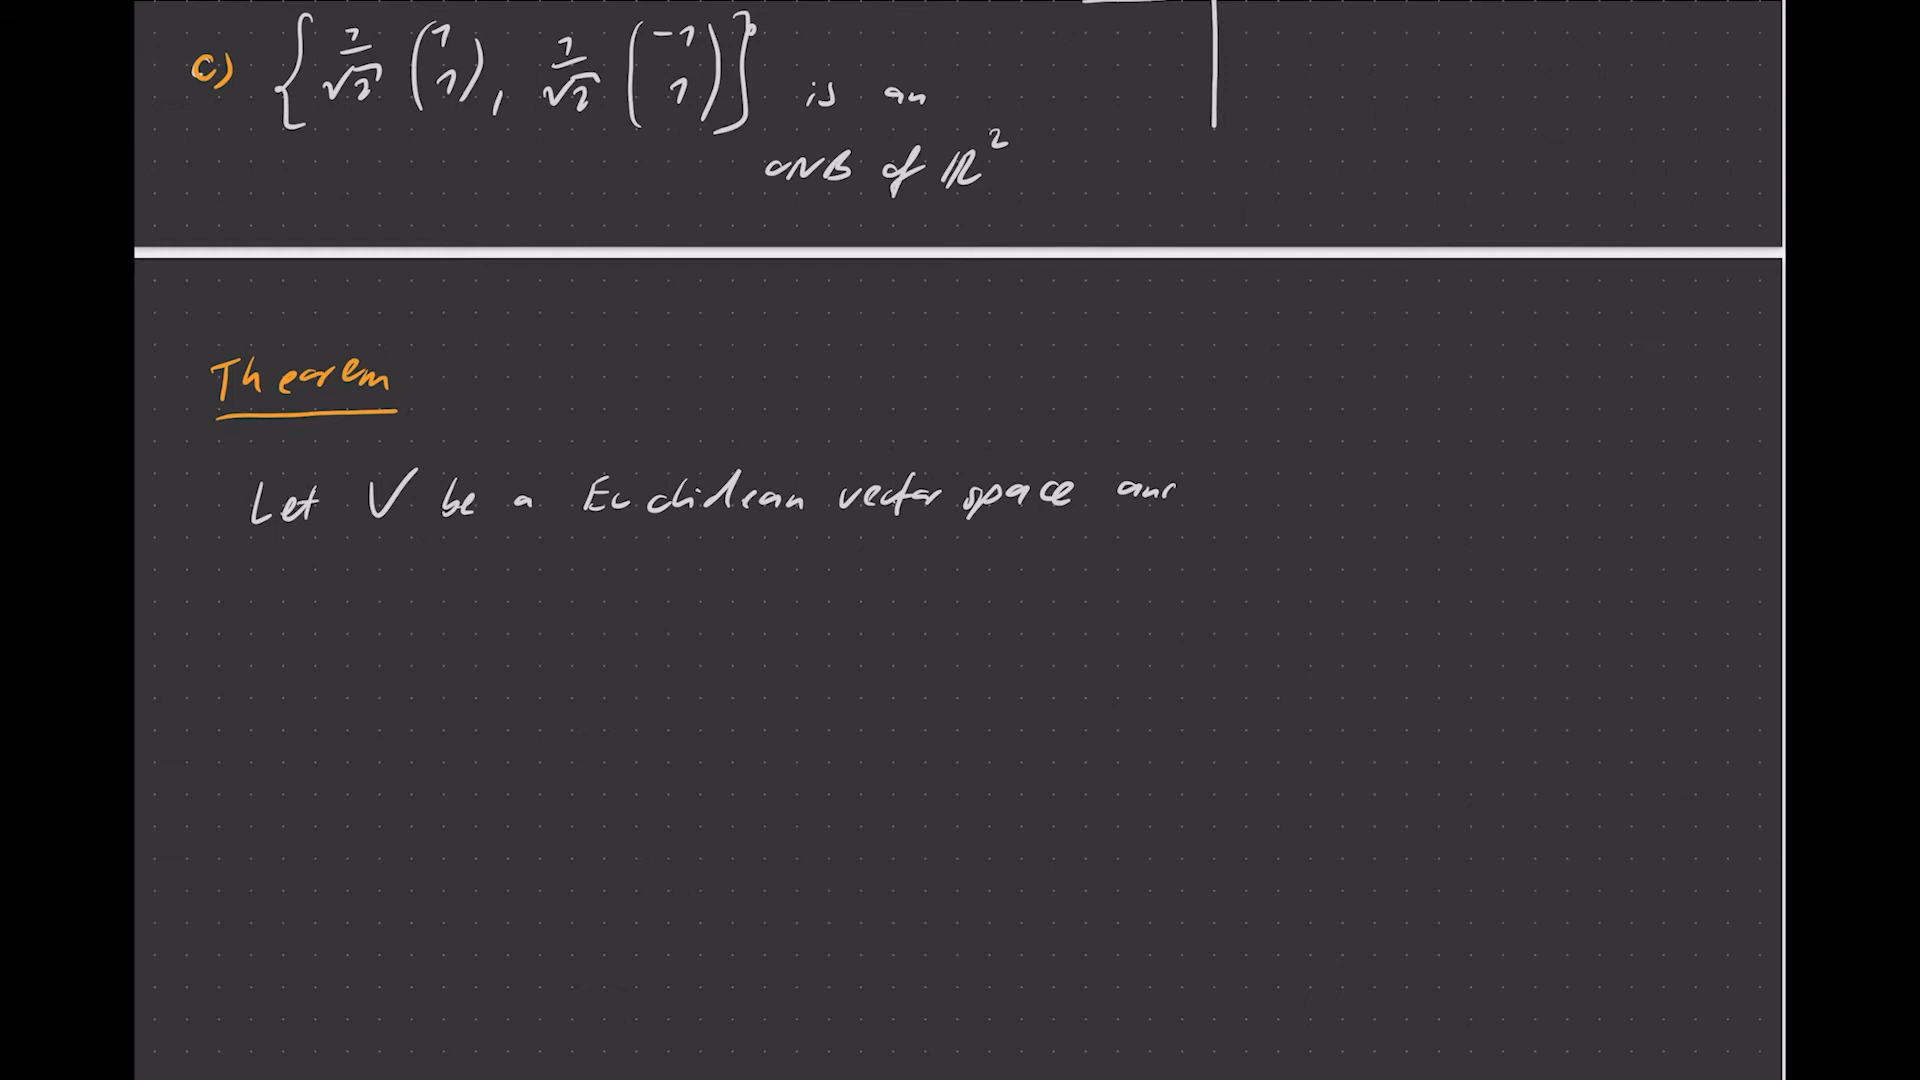 c) { 1/√2 (1 1), 1/√2 (-1 1) } is an
ONB of ℝ²
Theorem
Let V be a Euclidean vector space an